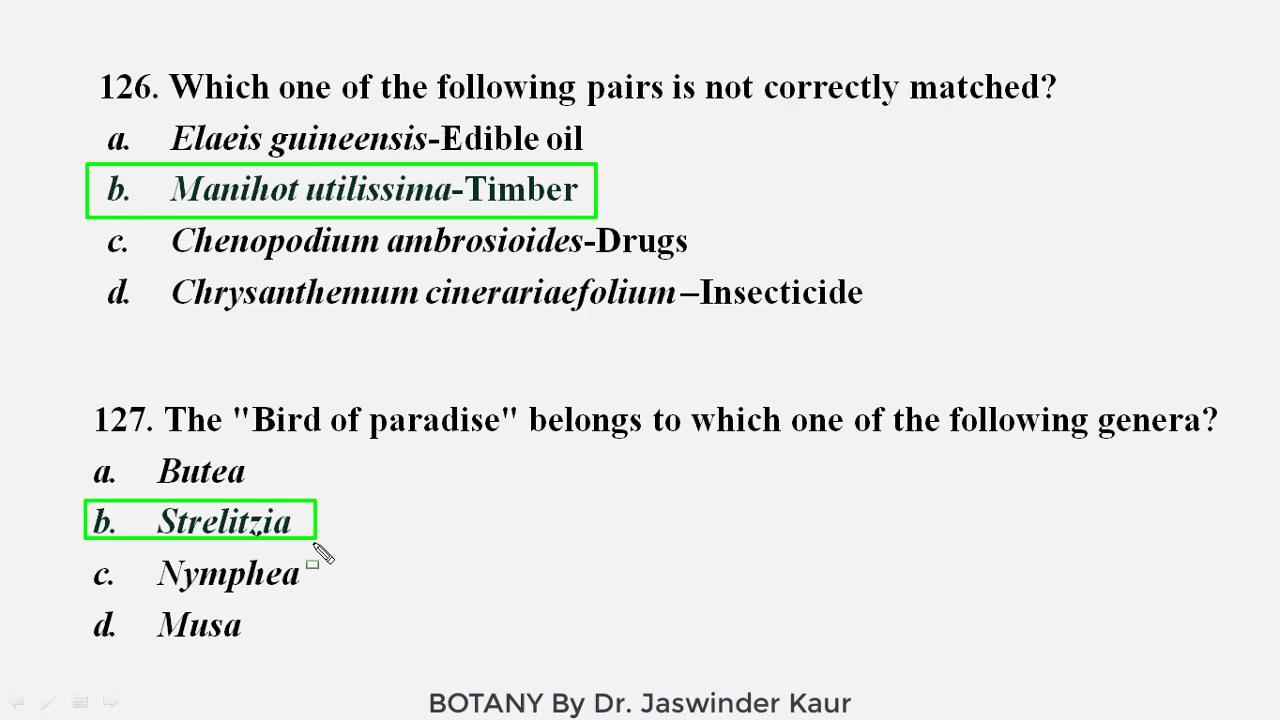 126. Which one of the following pairs is not correctly matched?
a. Elaeis guineensis-Edible oil
b. Manihot utilissima-Timber
c. Chenopodium ambrosioides-Drugs
d. Chrysanthemum cinerariaefolium –Insecticide
127. The "Bird of paradise" belongs to which one of the following genera?
a. Butea
b. Strelitzia
c. Nymphea
d. Musa
BOTANY By Dr. Jaswinder Kaur